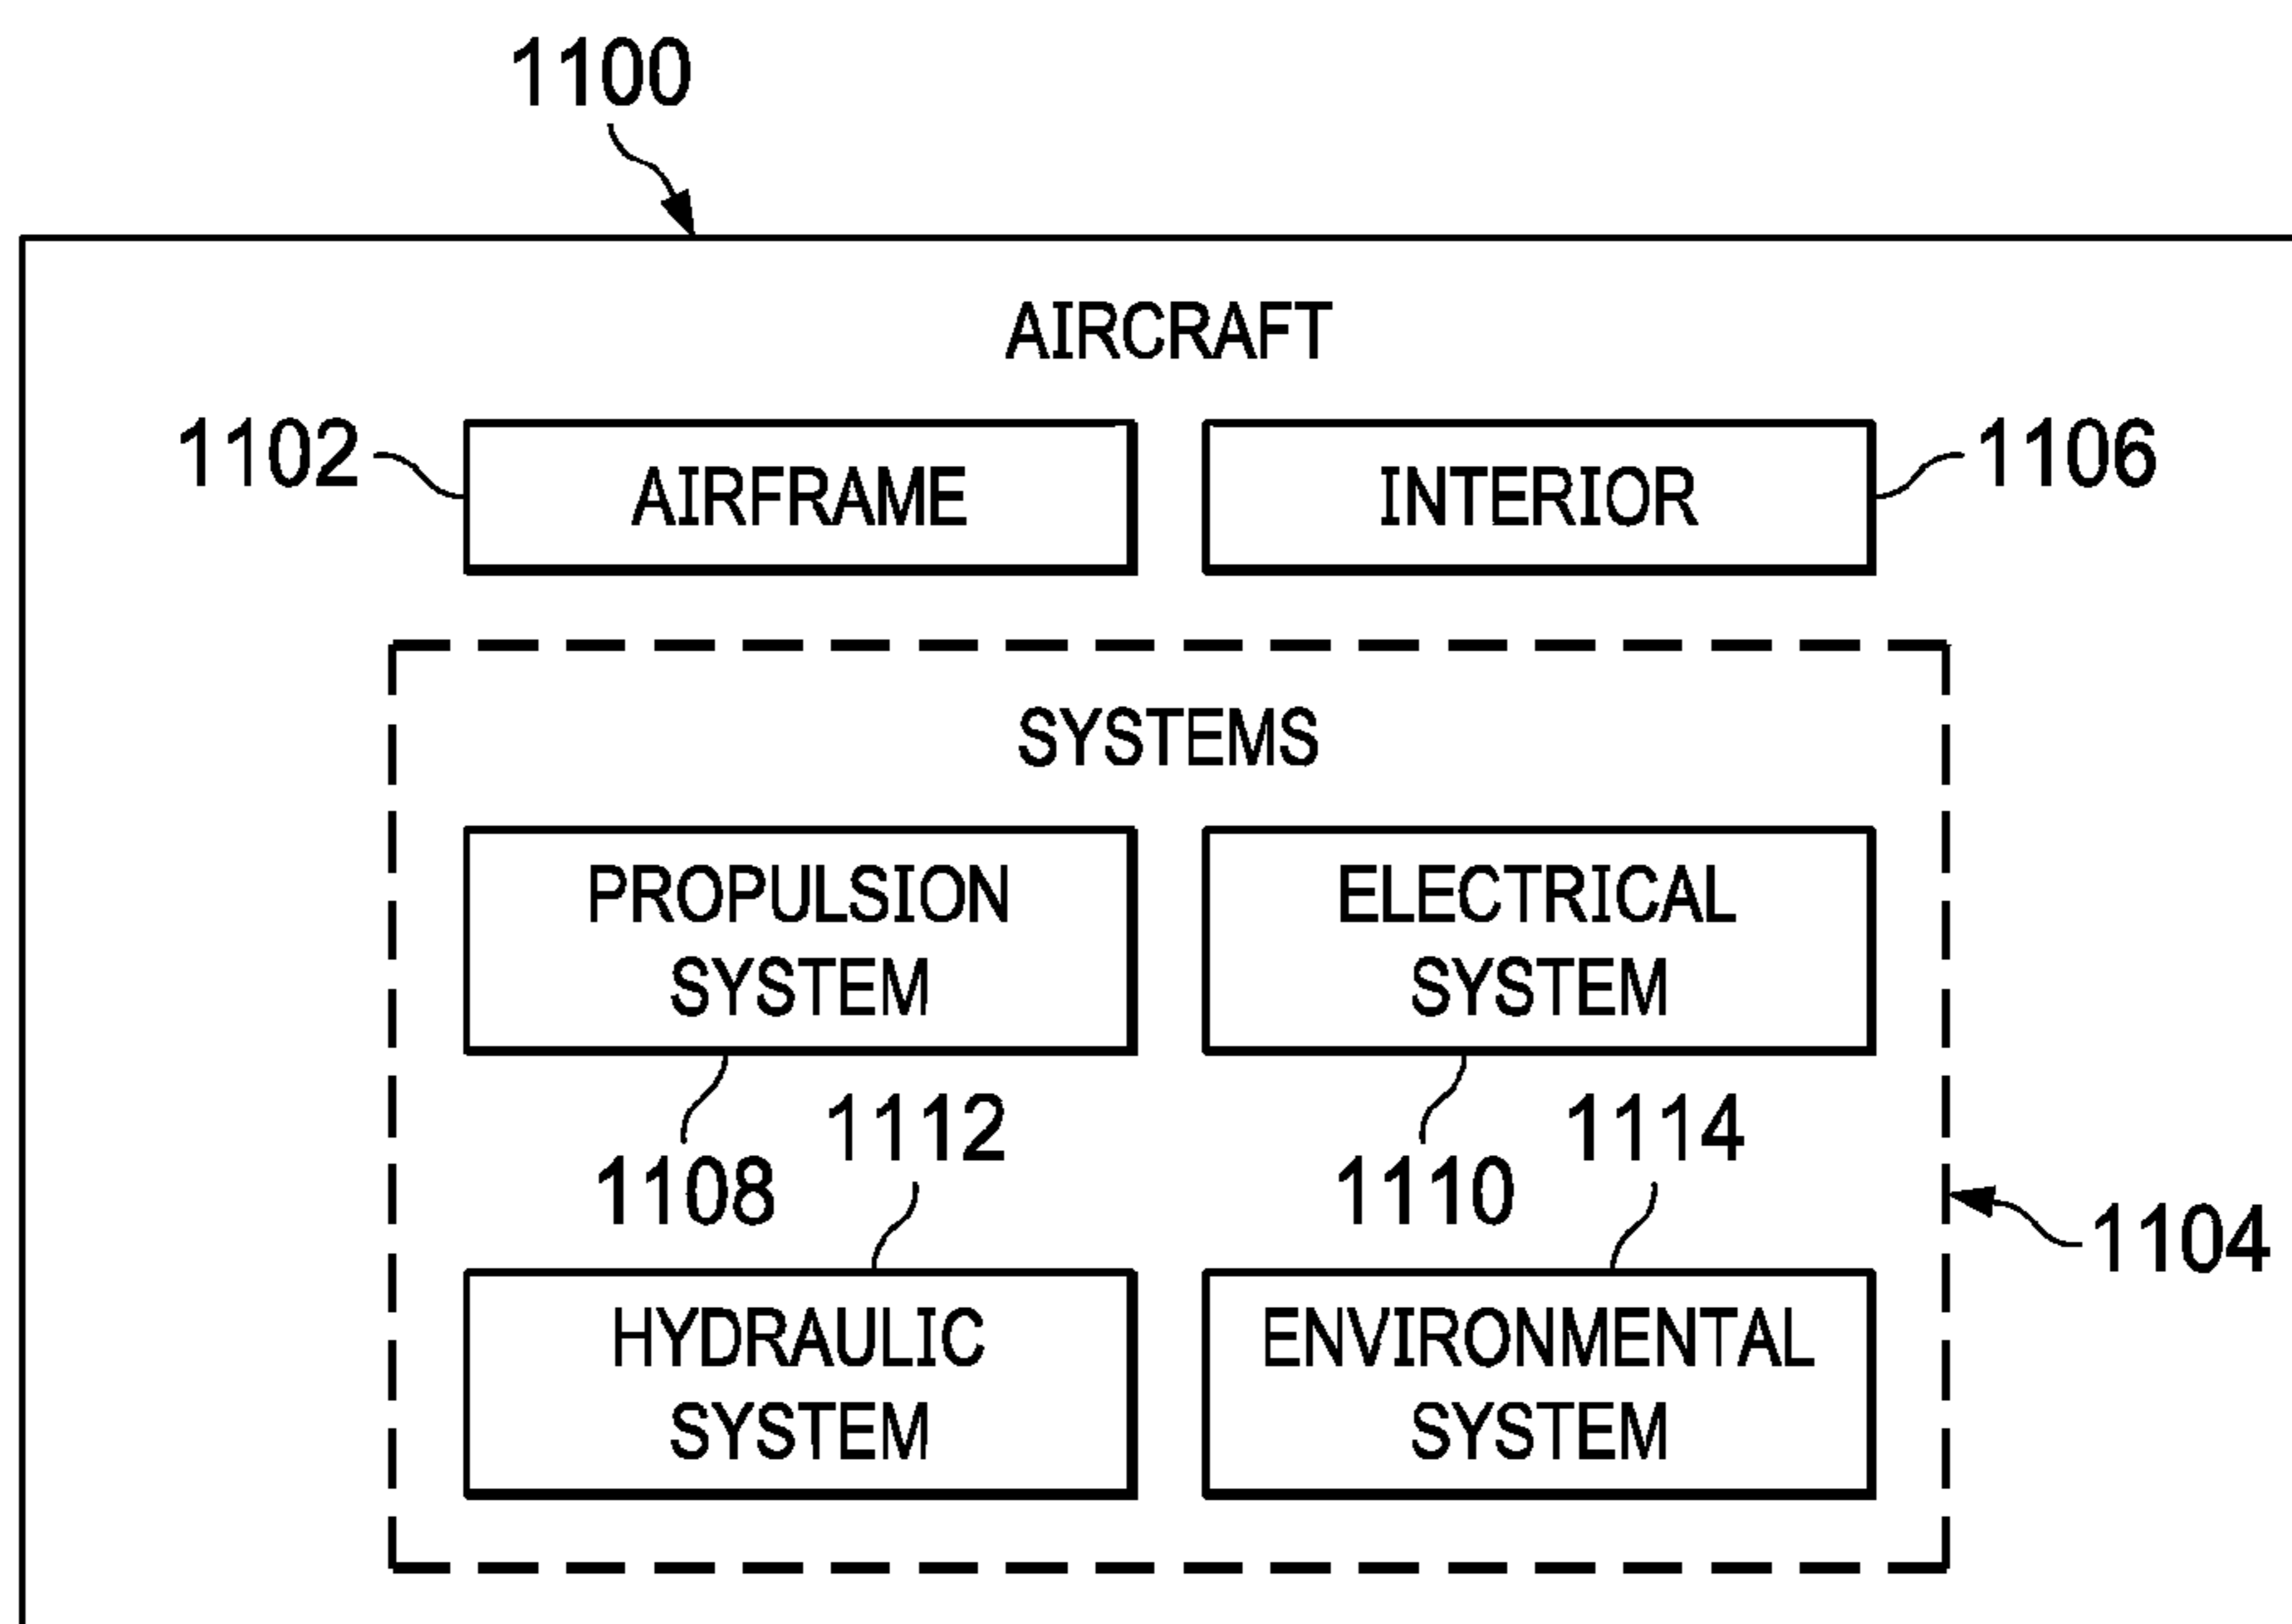 1100
AIRCRAFT
1102
AIRFRAME
INTERIOR
1106
SYSTEMS
PROPULSION
SYSTEM
ELECTRICAL
SYSTEM
1108
1112
1110
1114
1104
HYDRAULIC
SYSTEM
ENVIRONMENTAL
SYSTEM